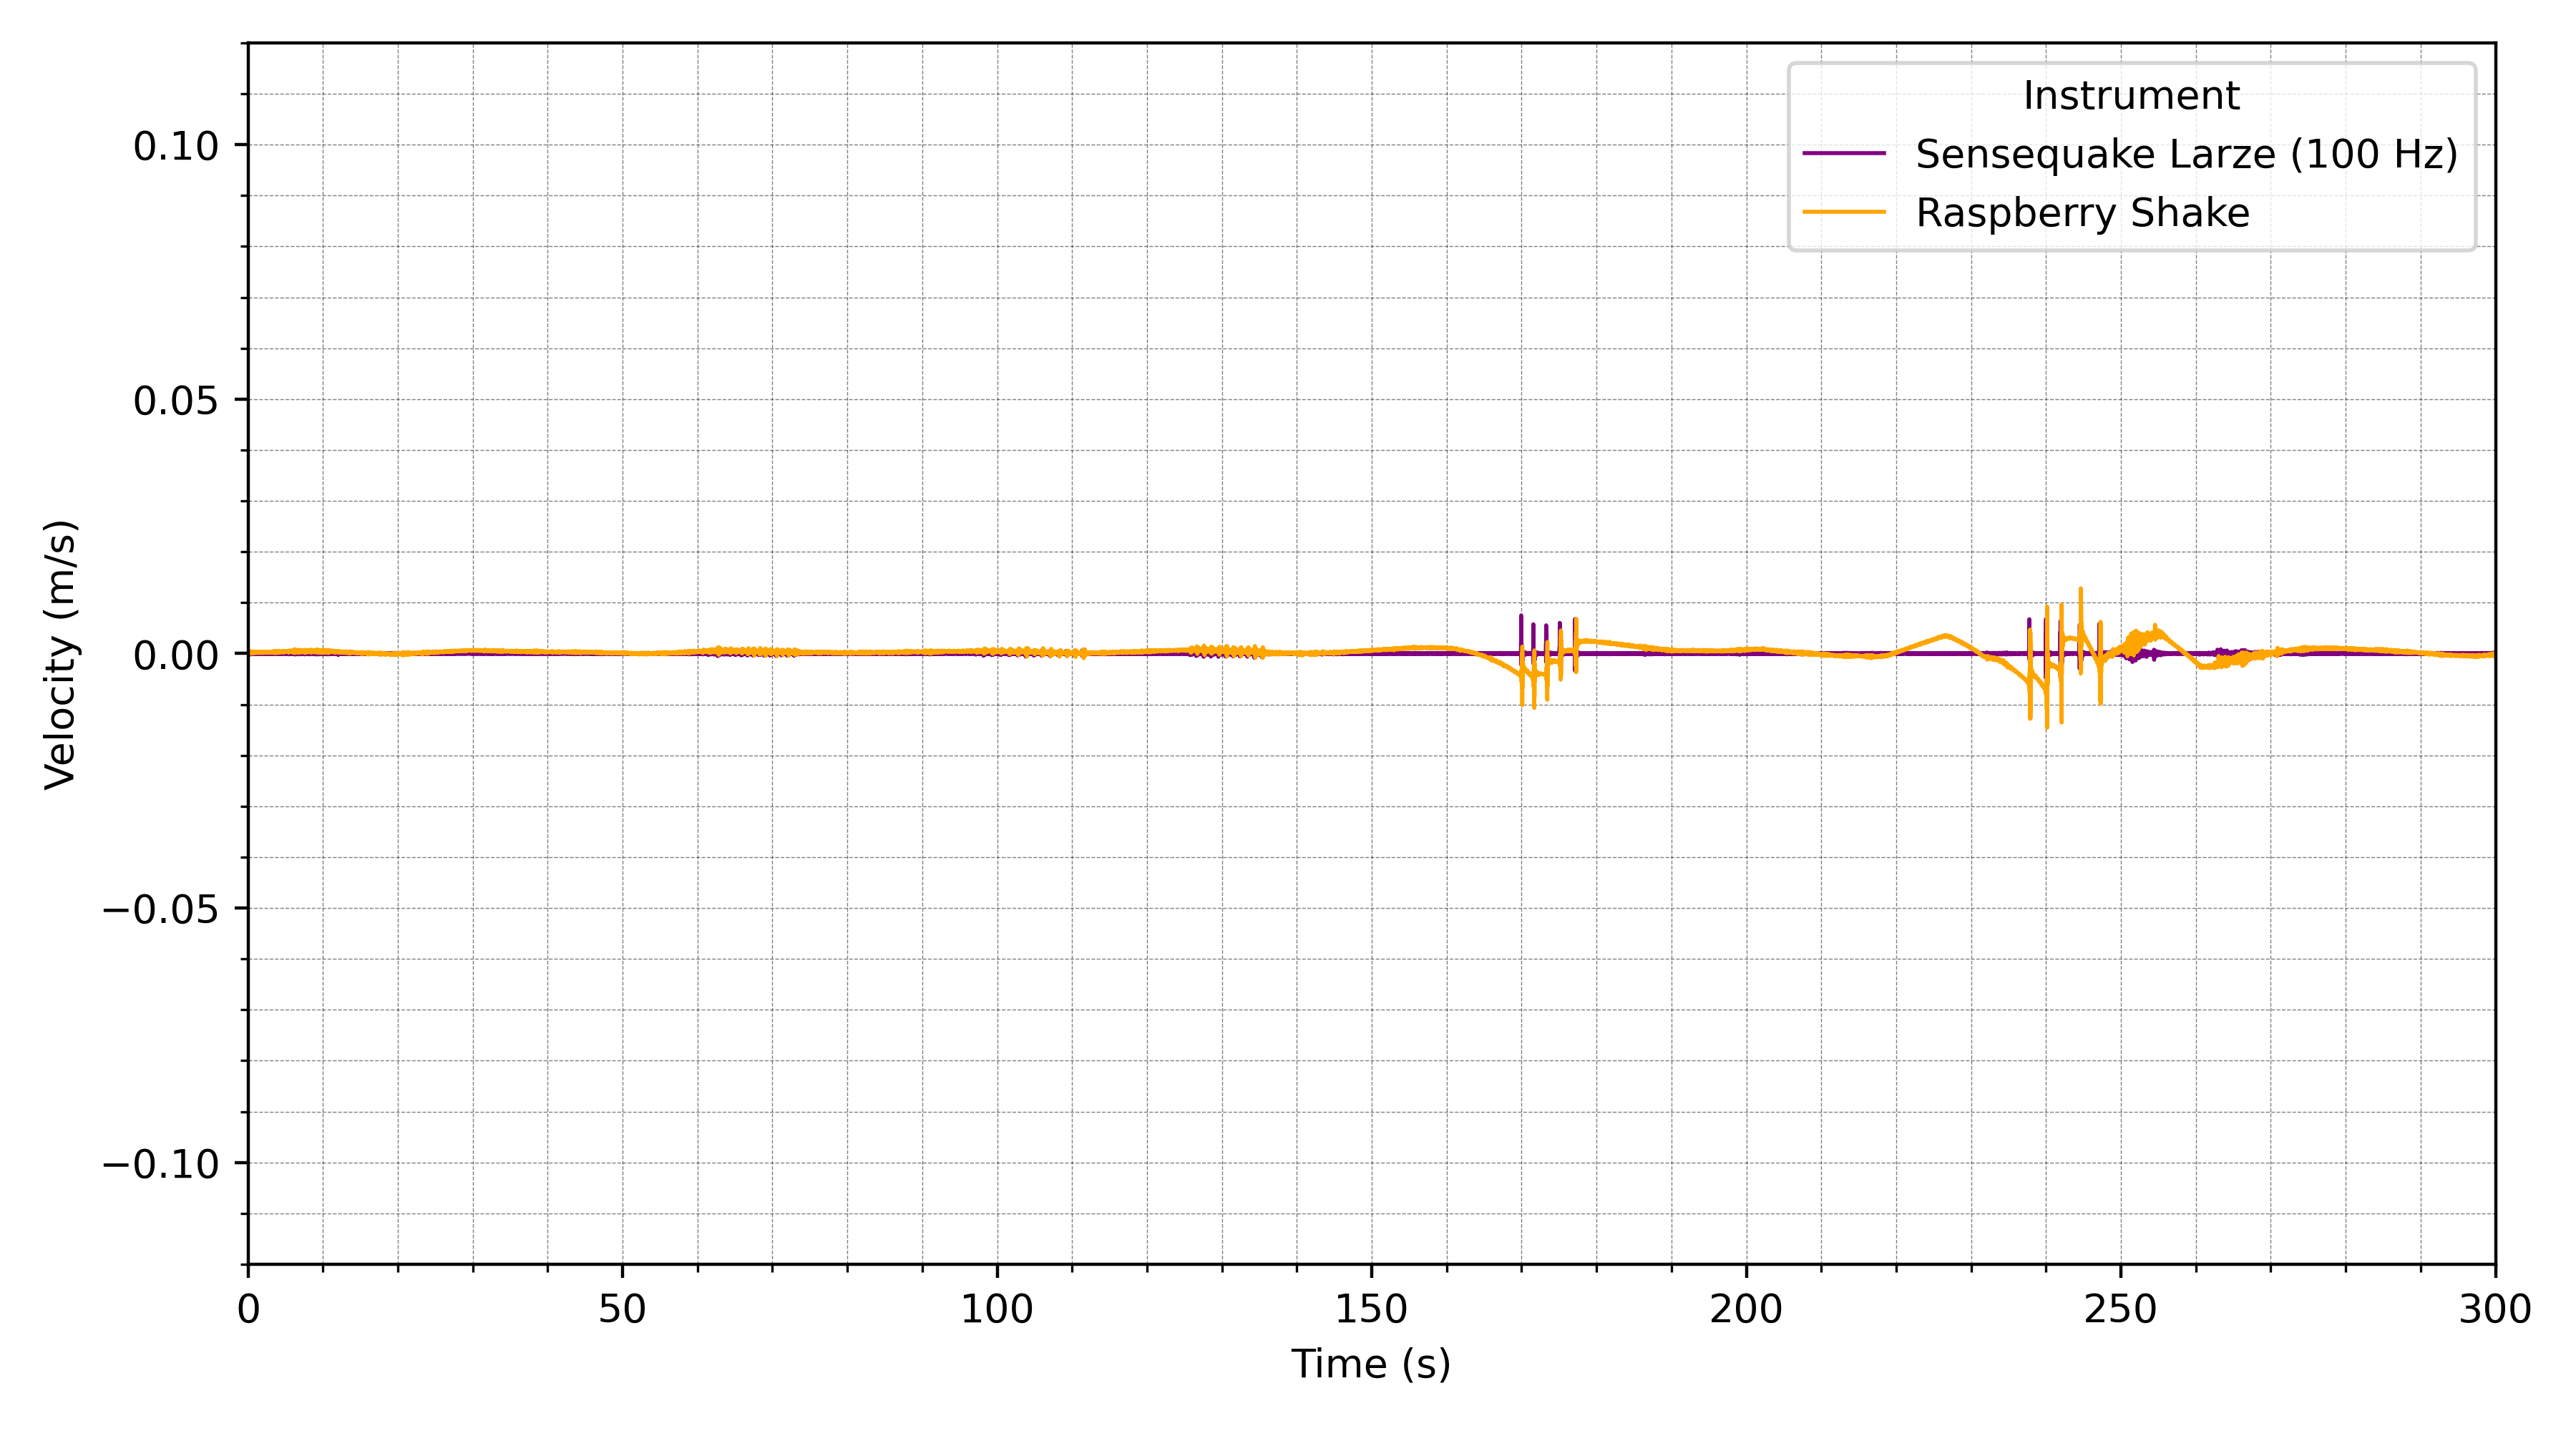 Instrument
Sensequake Larze (100 Hz)
Raspberry Shake
0.10
0.05
0.00
−0.05
−0.10
Velocity (m/s)
0 50 100 150 200 250 300
Time (s)